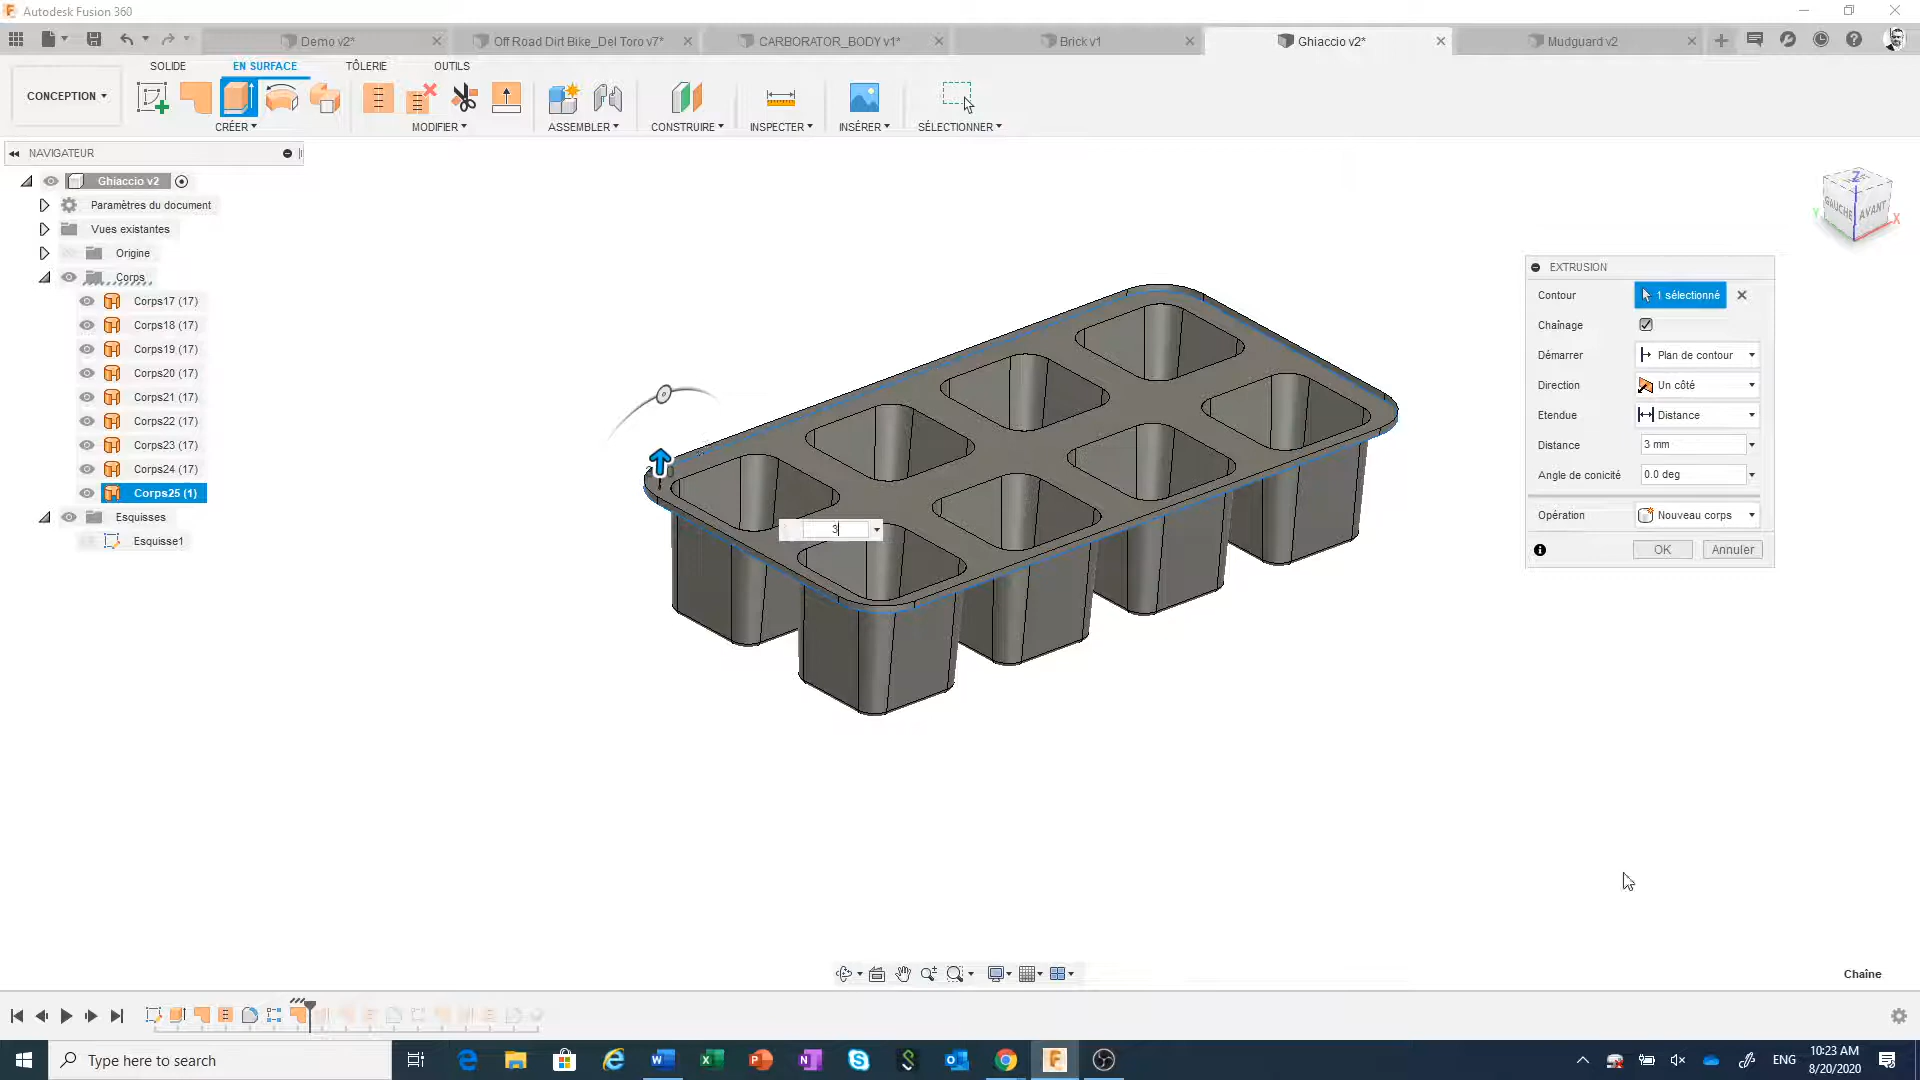 Autodesk Fusion 360
Demo v2*
Off Road Dirt Bike_Del Toro v7*
CARBORATOR_BODY v1*
Brick v1
Ghiaccio v2*
Mudguard v2
SOLIDE
EN SURFACE
TÔLERIE
OUTILS
CONCEPTION
CRÉER
MODIFIER
ASSEMBLER
CONSTRUIRE
INSPECTER
INSÉRER
SÉLECTIONNER
NAVIGATEUR
Ghiaccio v2
Paramètres du document
Vues existantes
Origine
Corps
Corps17 (17)
Corps18 (17)
Corps19 (17)
Corps20 (17)
Corps21 (17)
Corps22 (17)
Corps23 (17)
Corps24 (17)
Corps25 (1)
Esquisses
Esquisse1
Z
GAUCHE
AVANT
Y
X
3
EXTRUSION
Contour
1 sélectionné
Chaînage
Démarrer
Plan de contour
Direction
Un côté
Etendue
Distance
Distance
3 mm
Angle de conicité
0.0 deg
Opération
Nouveau corps
OK
Annuler
Chaîne
Type here to search
ENG
10:23 AM
8/20/2020